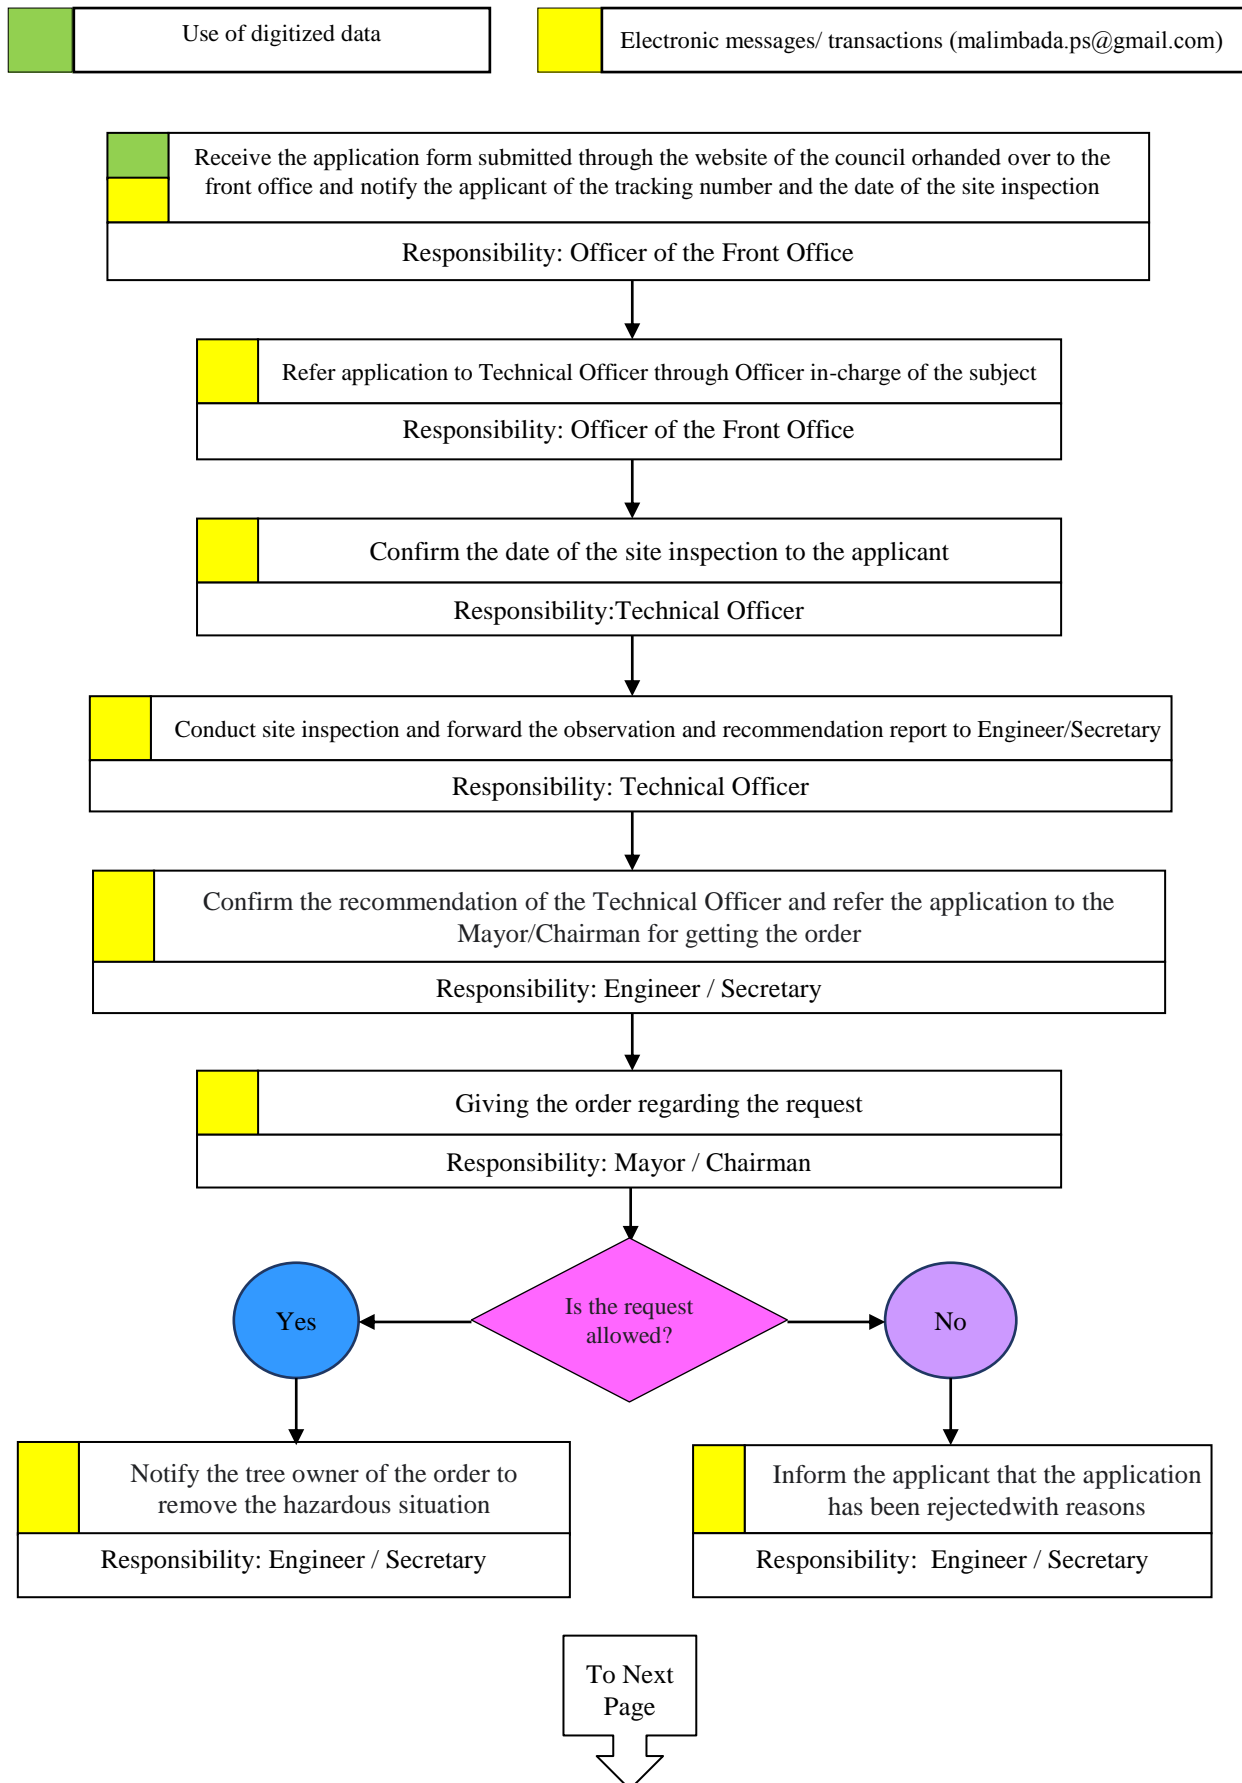 Use of digitized data
Electronic messages/ transactions (malimbada.ps@gmail.com)
Receive the application form submitted through the website of the council orhanded over to the
front office and notify the applicant of the tracking number and the date of the site inspection
Responsibility: Officer of the Front Office
Refer application to Technical Officer through Officer in-charge of the subject
Responsibility: Officer of the Front Office
Confirm the date of the site inspection to the applicant
Responsibility:Technical Officer
Conduct site inspection and forward the observation and recommendation report to Engineer/Secretary
Responsibility: Technical Officer
Confirm the recommendation of the Technical Officer and refer the application to the
Mayor/Chairman for getting the order
Responsibility: Engineer / Secretary
Giving the order regarding the request
Responsibility: Mayor / Chairman
Is the request
allowed?
Yes
No
Notify the tree owner of the order to
remove the hazardous situation
Responsibility: Engineer / Secretary
Inform the applicant that the application
has been rejectedwith reasons
Responsibility:  Engineer / Secretary
To Next
Page